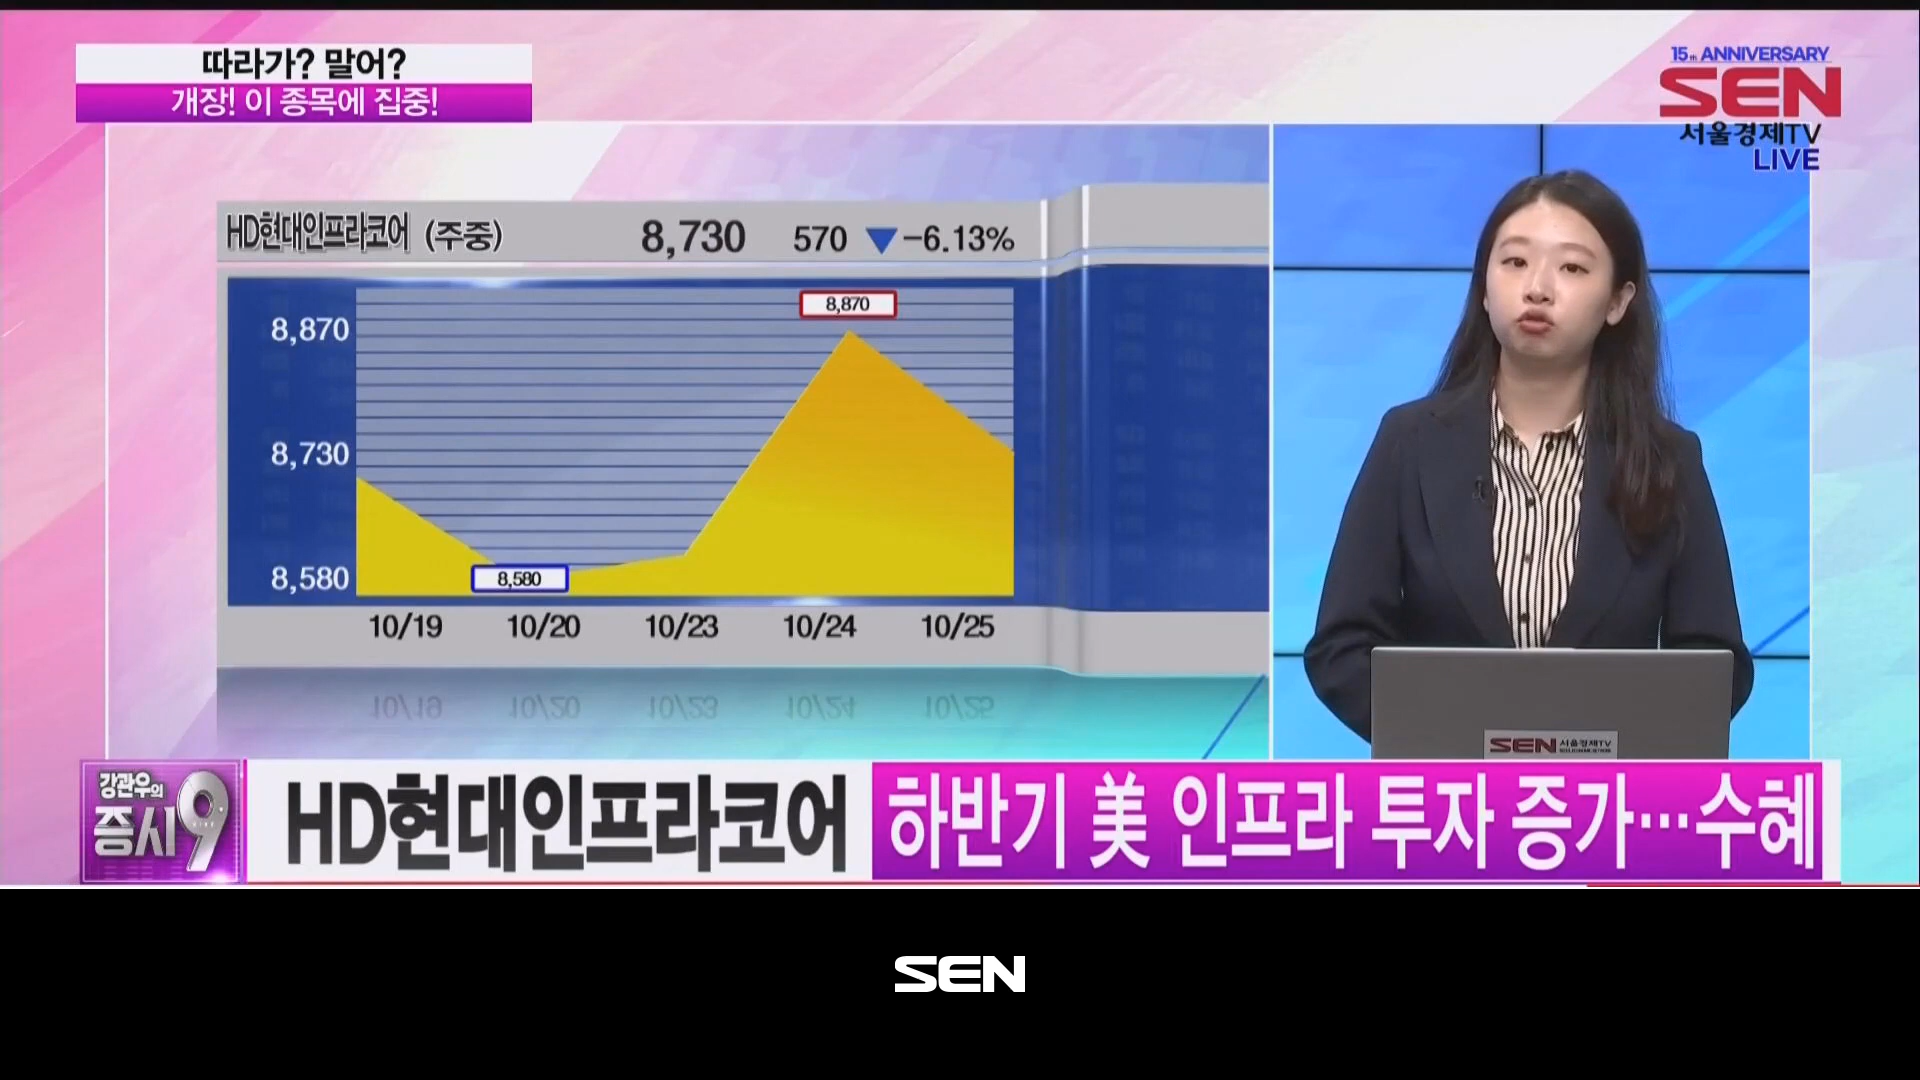 따라가? 말어?
개장! 이 종목에 집중!
15th ANNIVERSARY
SEN
서울경제TV
LIVE
HD현대인프라코어 (주중) 8,730 570 ▼-6.13%
8,870
8,870
8,730
8,580
8,580
10/19 10/20 10/23 10/24 10/25
SEN 서울경제TV
강관우의
증시9
HD현대인프라코어
하반기 美 인프라 투자 증가…수혜
SEN